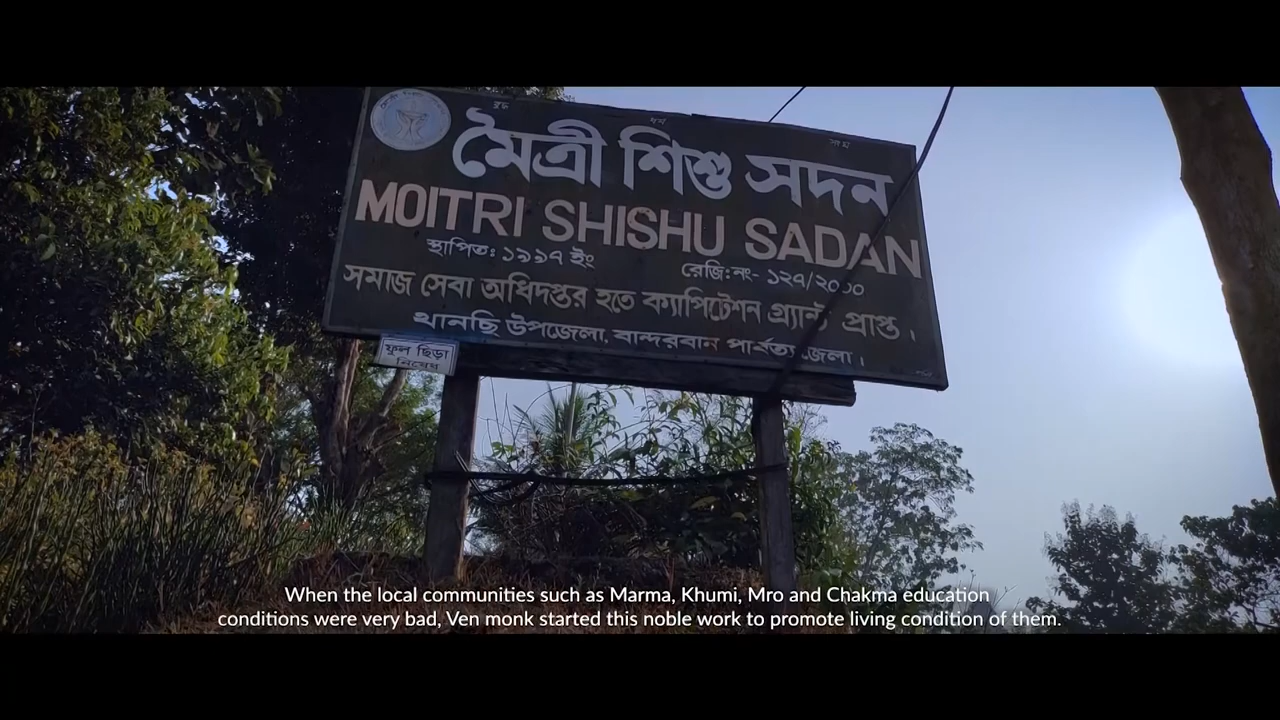 বুদ্ধ ধর্ম সংঘ
মৈত্রী শিশু সদন
MOITRI SHISHU SADAN
স্থাপিত: ১৯৯৭ ইং রেজি:নং- ১২৭/২০০০
সমাজ সেবা অধিদপ্তর হতে ক্যাপিটেশন গ্র্যান্ট প্রাপ্ত।
থানছি উপজেলা, বান্দরবান পার্বত্য জেলা।
ফুল ছিড়া
নিষেধ
When the local communities such as Marma, Khumi, Mro and Chakma education
conditions were very bad, Ven monk started this noble work to promote living condition of them.